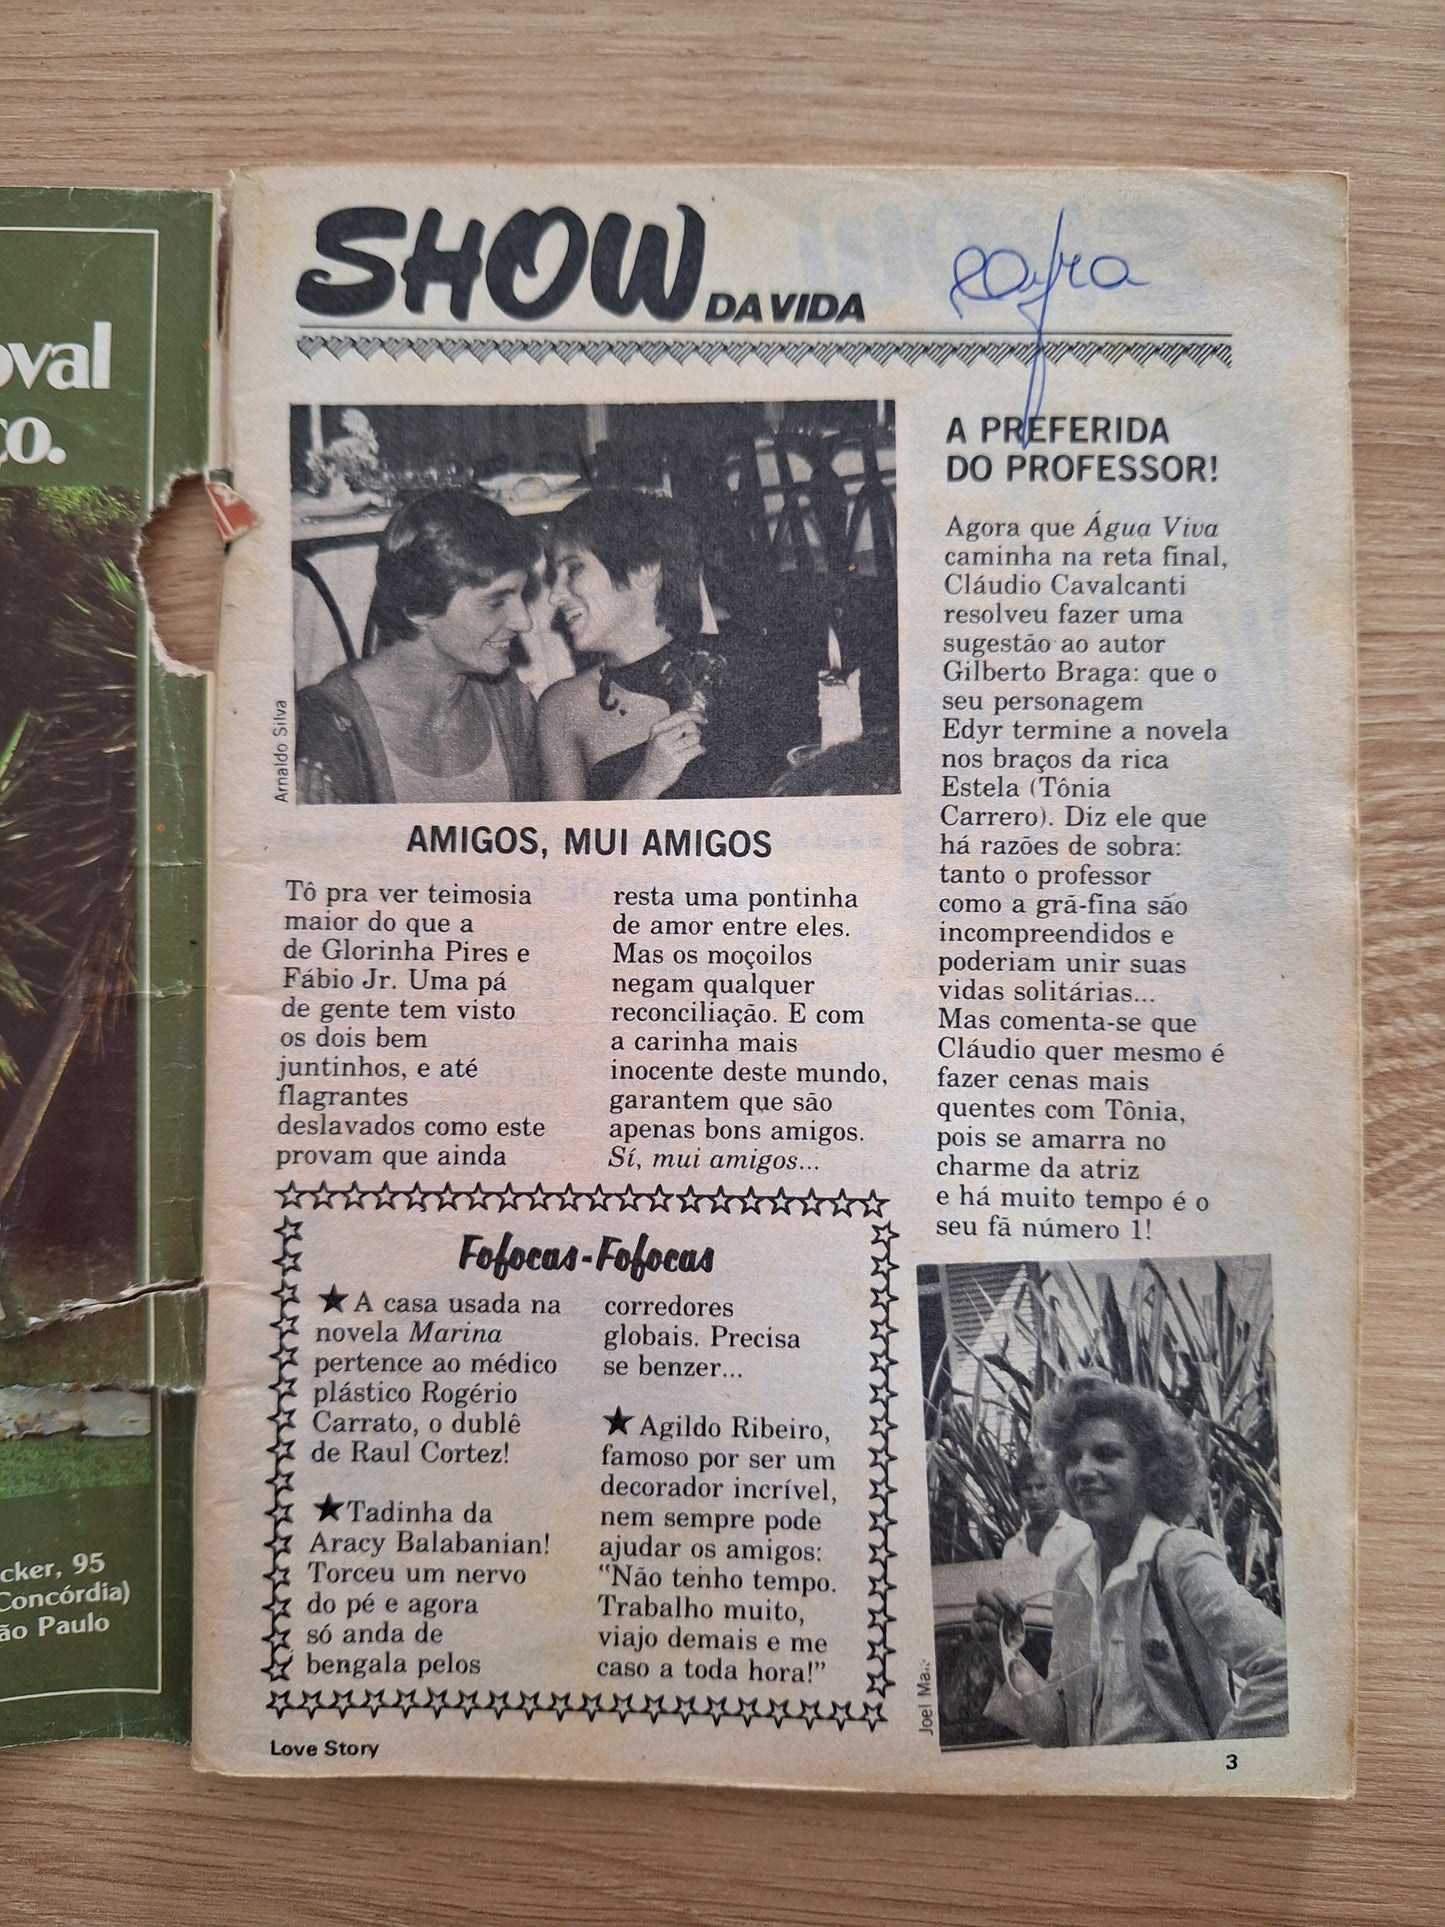 oval
ço.
cker, 95
Concórdia)
ão Paulo
SHOW DA VIDA
Arnaldo Silva
AMIGOS, MUI AMIGOS
Tô pra ver teimosia
maior do que a
de Glorinha Pires e
Fábio Jr. Uma pá
de gente tem visto
os dois bem
juntinhos, e até
flagrantes
deslavados como este
provam que ainda
resta uma pontinha
de amor entre eles.
Mas os moçoilos
negam qualquer
reconciliação. E com
a carinha mais
inocente deste mundo,
garantem que são
apenas bons amigos.
Sí, mui amigos...
Fofocas-Fofocas
★ A casa usada na
novela Marina
pertence ao médico
plástico Rogério
Carrato, o dublê
de Raul Cortez!
★ Tadinha da
Aracy Balabanian!
Torceu um nervo
do pé e agora
só anda de
bengala pelos
corredores
globais. Precisa
se benzer...
★ Agildo Ribeiro,
famoso por ser um
decorador incrível,
nem sempre pode
ajudar os amigos:
"Não tenho tempo.
Trabalho muito,
viajo demais e me
caso a toda hora!"
A PREFERIDA
DO PROFESSOR!
Agora que Água Viva
caminha na reta final,
Cláudio Cavalcanti
resolveu fazer uma
sugestão ao autor
Gilberto Braga: que o
seu personagem
Edyr termine a novela
nos braços da rica
Estela (Tônia
Carrero). Diz ele que
há razões de sobra:
tanto o professor
como a grã-fina são
incompreendidos e
poderiam unir suas
vidas solitárias...
Mas comenta-se que
Cláudio quer mesmo é
fazer cenas mais
quentes com Tônia,
pois se amarra no
charme da atriz
e há muito tempo é o
seu fã número 1!
Joel Maia
Love Story
3